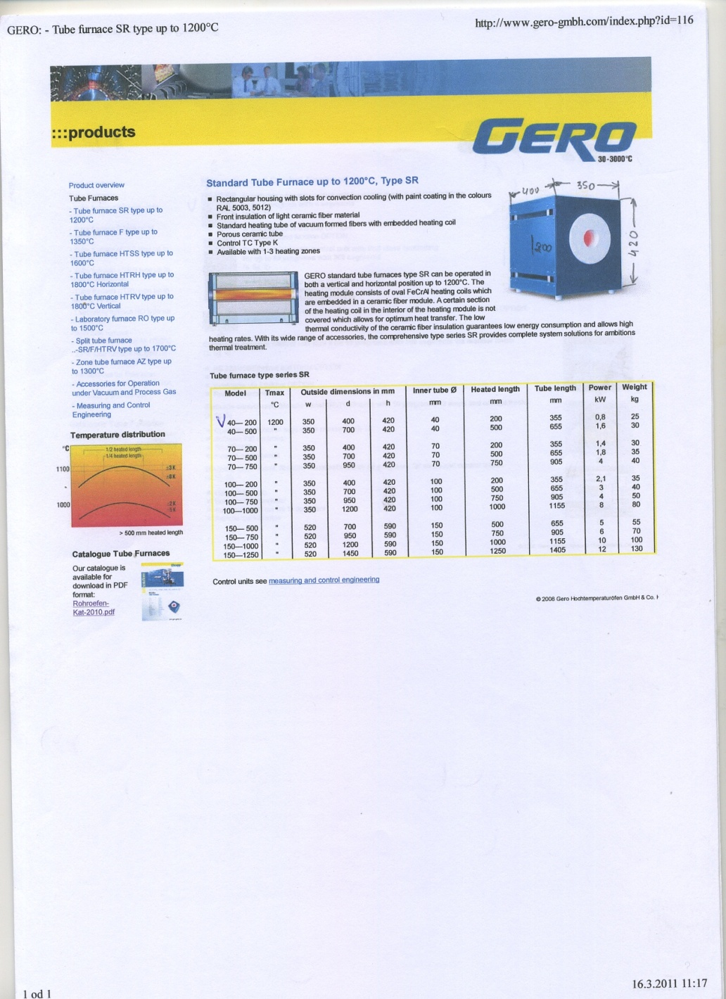 GERO: - Tube furnace SR type up to 1200°C
http://www.gero-gmbh.com/index.php?id=116
:::products
GERO
30-3000°C
Product overview
Tube Furnaces
- Tube furnace SR type up to
1200°C
- Tube furnace F type up to
1350°C
- Tube furnace HTSS type up to
1600°C
- Tube furnace HTRH type up to
1800°C Horizontal
- Tube furnace HTRV type up to
1800°C Vertical
- Laboratory furnace RO type up
to 1500°C
- Split tube furnace
..-SR/F/HTRV type up to 1700°C
- Zone tube furnace AZ type up
to 1300°C
- Accessories for Operation
under Vacuum and Process Gas
- Measuring and Control
Engineering
Temperature distribution
°C
1/2 heated length
1/4 heated length
1100
±3K
±8K
1000
±2K
±5K
> 500 mm heated length
Catalogue Tube Furnaces
Our catalogue is
available for
download in PDF
format:
Rohroefen-
Kat-2010.pdf
Standard Tube Furnace up to 1200°C, Type SR
■ Rectangular housing with slots for convection cooling (with paint coating in the colours
RAL 5003, 5012)
■ Front insulation of light ceramic fiber material
■ Standard heating tube of vacuum formed fibers with embedded heating coil
■ Porous ceramic tube
■ Control TC Type K
■ Available with 1-3 heating zones
400
350
420
1200
GERO standard tube furnaces type SR can be operated in
both a vertical and horizontal position up to 1200°C. The
heating module consists of oval FeCrAl heating coils which
are embedded in a ceramic fiber module. A certain section
of the heating coil in the interior of the heating module is not
covered which allows for optimum heat transfer. The low
thermal conductivity of the ceramic fiber insulation guarantees low energy consumption and allows high
heating rates. With its wide range of accessories, the comprehensive type series SR provides complete system solutions for ambitions
thermal treatment.
Tube furnace type series SR
Model Tmax Outside dimensions in mm Inner tube Ø Heated length Tube length Power Weight
°C w d h mm mm mm kW kg
V 40— 200 1200 350 400 420 40 200 355 0,8 25
40— 500 " 350 700 420 40 500 655 1,6 30
70— 200 " 350 400 420 70 200 355 1,4 30
70— 500 " 350 700 420 70 500 655 1,8 35
70— 750 " 350 950 420 70 750 905 4 40
100— 200 " 350 400 420 100 200 355 2,1 35
100— 500 " 350 700 420 100 500 655 3 40
100— 750 " 350 950 420 100 750 905 4 50
100—1000 " 350 1200 420 100 1000 1155 8 80
150— 500 " 520 700 590 150 500 655 5 55
150— 750 " 520 950 590 150 750 905 6 70
150—1000 " 520 1200 590 150 1000 1155 10 100
150—1250 " 520 1450 590 150 1250 1405 12 130
Control units see measuring and control engineering
© 2008 Gero Hochtemperaturöfen GmbH & Co.
16.3.2011 11:17
1 od 1